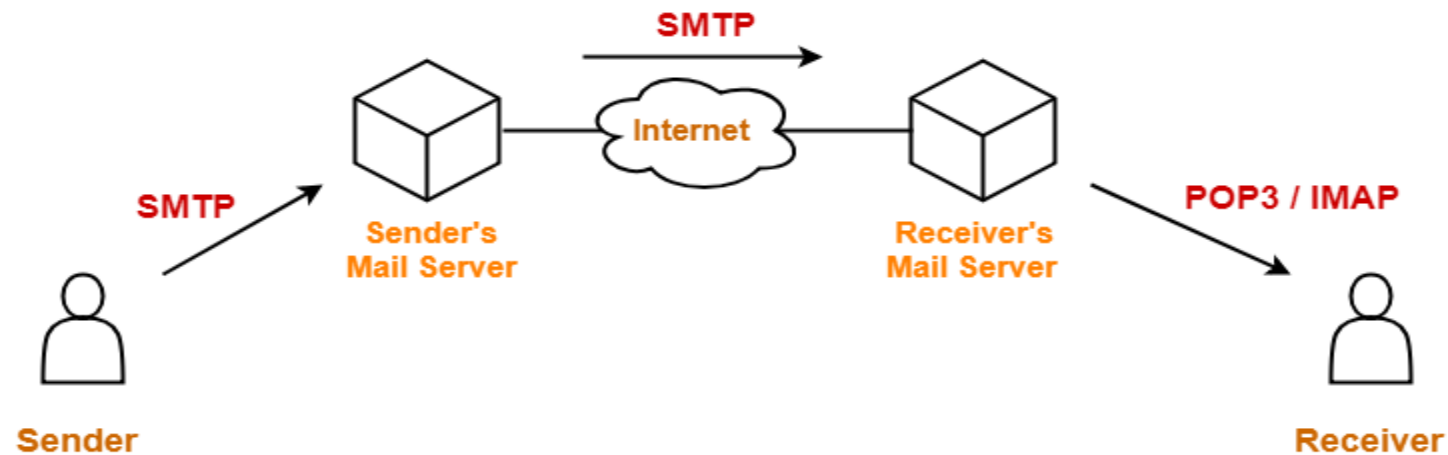 SMTP
Internet
SMTP
POP3 / IMAP
Sender's
Mail Server
Receiver's
Mail Server
Sender
Receiver